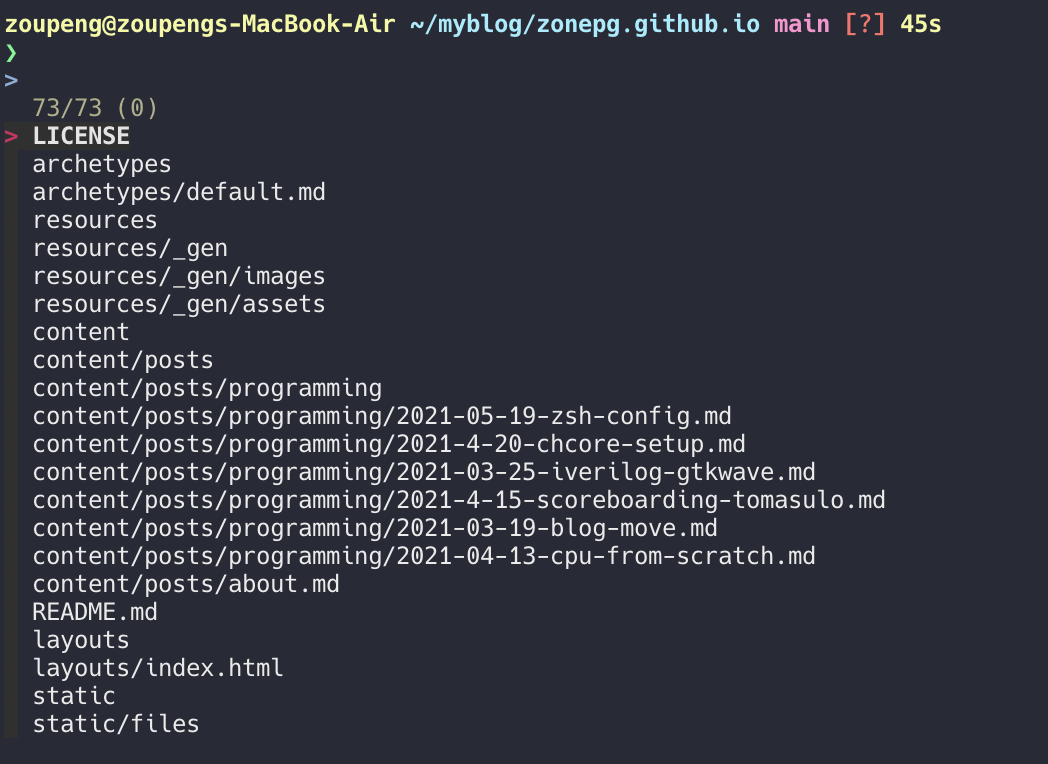 zoupeng@zoupengs-MacBook-Air ~/myblog/zonepg.github.io main [?] 45s
❯
>
73/73 (0)
> LICENSE
archetypes
archetypes/default.md
resources
resources/_gen
resources/_gen/images
resources/_gen/assets
content
content/posts
content/posts/programming
content/posts/programming/2021-05-19-zsh-config.md
content/posts/programming/2021-4-20-chcore-setup.md
content/posts/programming/2021-03-25-iverilog-gtkwave.md
content/posts/programming/2021-4-15-scoreboarding-tomasulo.md
content/posts/programming/2021-03-19-blog-move.md
content/posts/programming/2021-04-13-cpu-from-scratch.md
content/posts/about.md
README.md
layouts
layouts/index.html
static
static/files